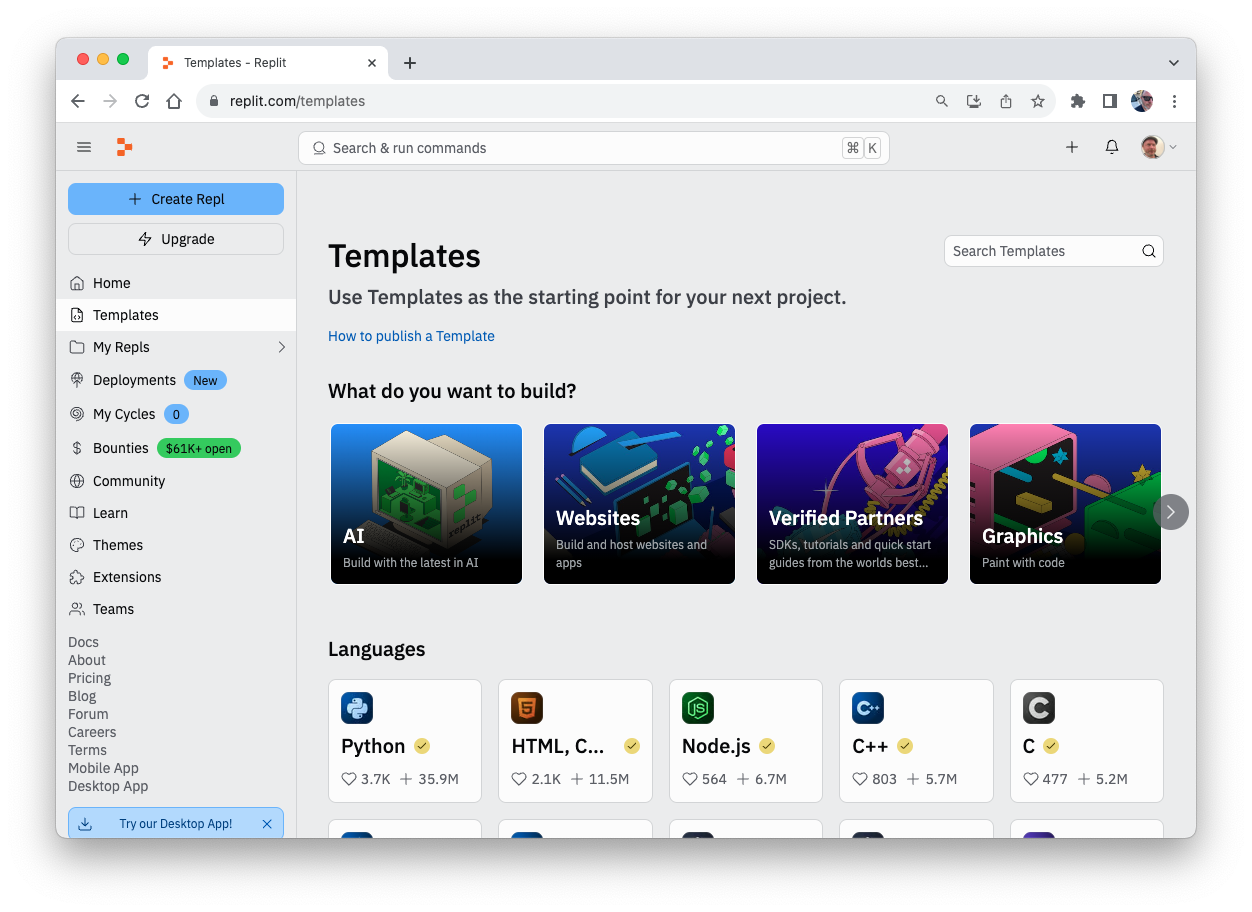 Templates - Replit
replit.com/templates
Search & run commands
⌘ K
Create Repl
Upgrade
Home
Templates
My Repls
Deployments New
My Cycles 0
Bounties $61K+ open
Community
Learn
Themes
Extensions
Teams
Docs
About
Pricing
Blog
Forum
Careers
Terms
Mobile App
Desktop App
Try our Desktop App!
Templates
Search Templates
Use Templates as the starting point for your next project.
How to publish a Template
What do you want to build?
replit
AI
Build with the latest in AI
Websites
Build and host websites and
apps
Verified Partners
SDKs, tutorials and quick start
guides from the worlds best...
Graphics
Paint with code
Languages
Python
3.7K + 35.9M
HTML, C...
2.1K + 11.5M
Node.js
564 + 6.7M
C++
803 + 5.7M
C
477 + 5.2M